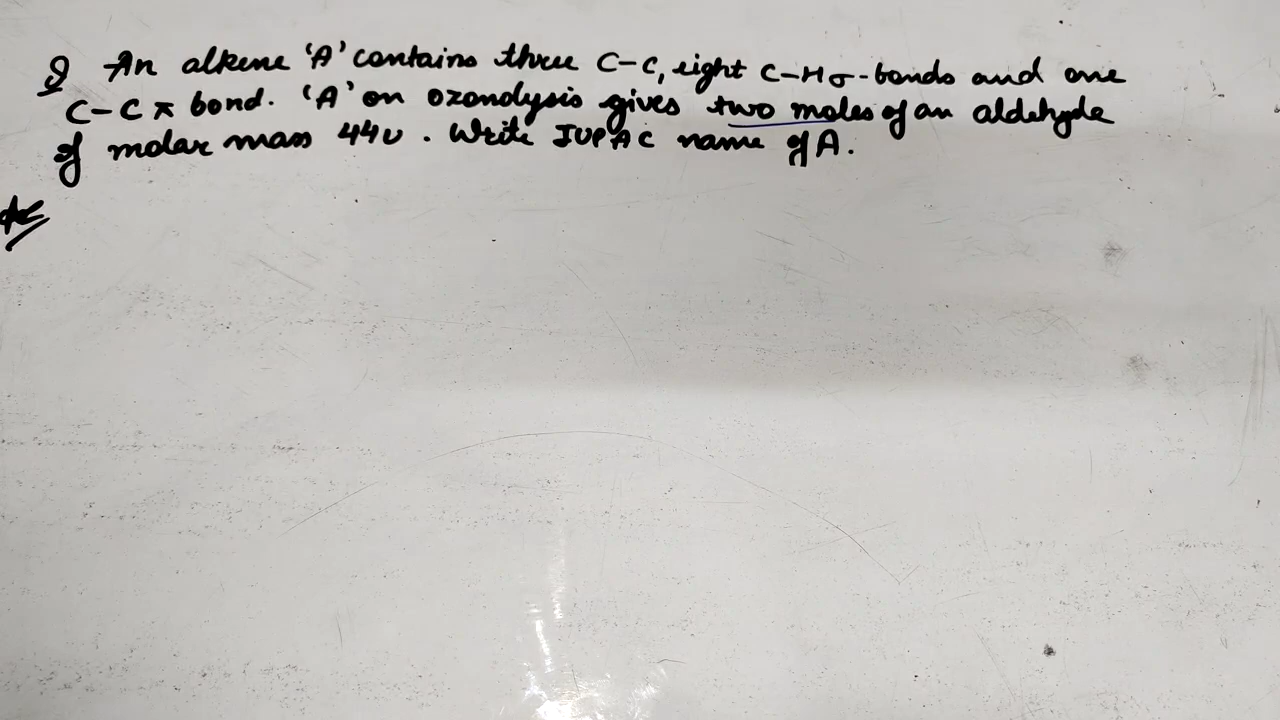 Q An alkene 'A' contains three C-C, eight C-H σ-bonds and one
C-C π bond. 'A' on ozonolysis gives two moles of an aldehyde
of molar mass 44u. Write IUPAC name of A.